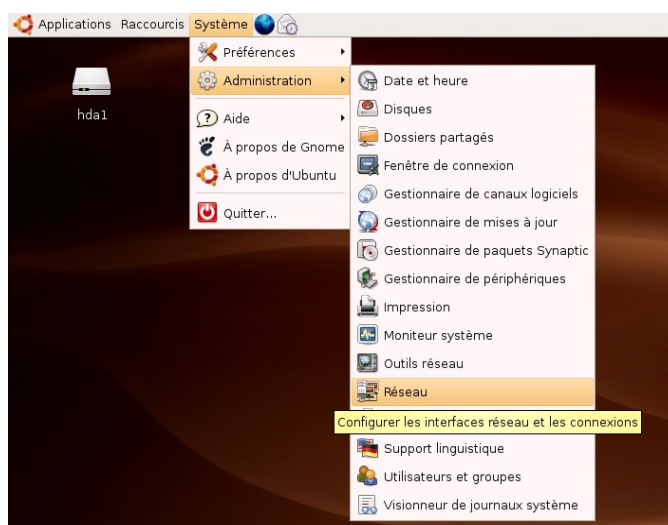 Applications Raccourcis Système
hda1
Préférences
Administration
Aide
À propos de Gnome
À propos d'Ubuntu
Quitter...
Date et heure
Disques
Dossiers partagés
Fenêtre de connexion
Gestionnaire de canaux logiciels
Gestionnaire de mises à jour
Gestionnaire de paquets Synaptic
Gestionnaire de périphériques
Impression
Moniteur système
Outils réseau
Réseau
Configurer les interfaces réseau et les connexions
Support linguistique
Utilisateurs et groupes
Visionneur de journaux système